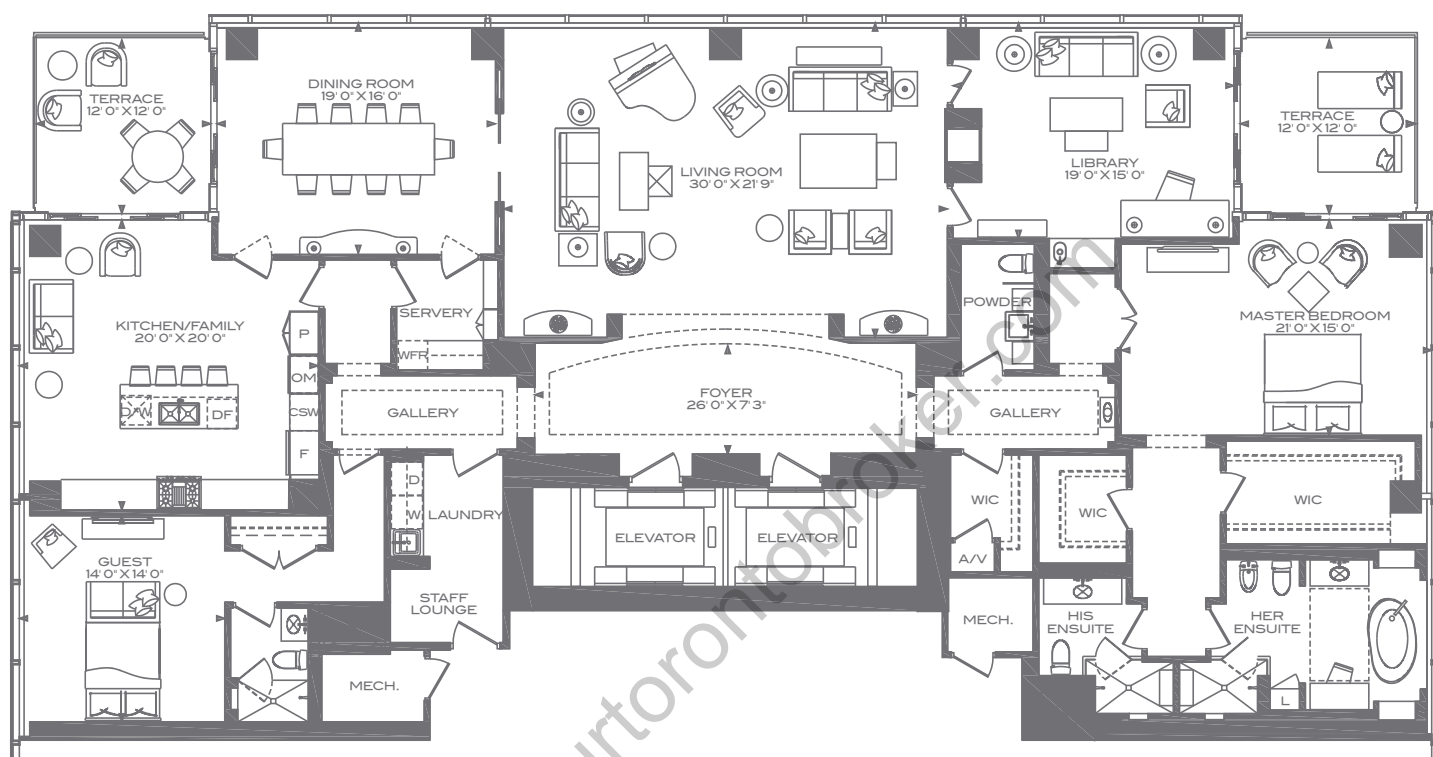 TERRACE
12' 0" X 12' 0"
DINING ROOM
19' 0" X 16' 0"
LIVING ROOM
30' 0" X 21' 9"
LIBRARY
19' 0" X 15' 0"
TERRACE
12' 0" X 12' 0"
KITCHEN/FAMILY
20' 0" X 20' 0"
P
OM
CSW
F
D/W
DF
SERVERY
WFR
GALLERY
FOYER
26' 0" X 7' 3"
POWDER
GALLERY
MASTER BEDROOM
21' 0" X 15' 0"
D
W
LAUNDRY
ELEVATOR
ELEVATOR
WIC
A/V
WIC
WIC
GUEST
14' 0" X 14' 0"
STAFF
LOUNGE
MECH.
MECH.
HIS
ENSUITE
HER
ENSUITE
L
urtorontobroker.com